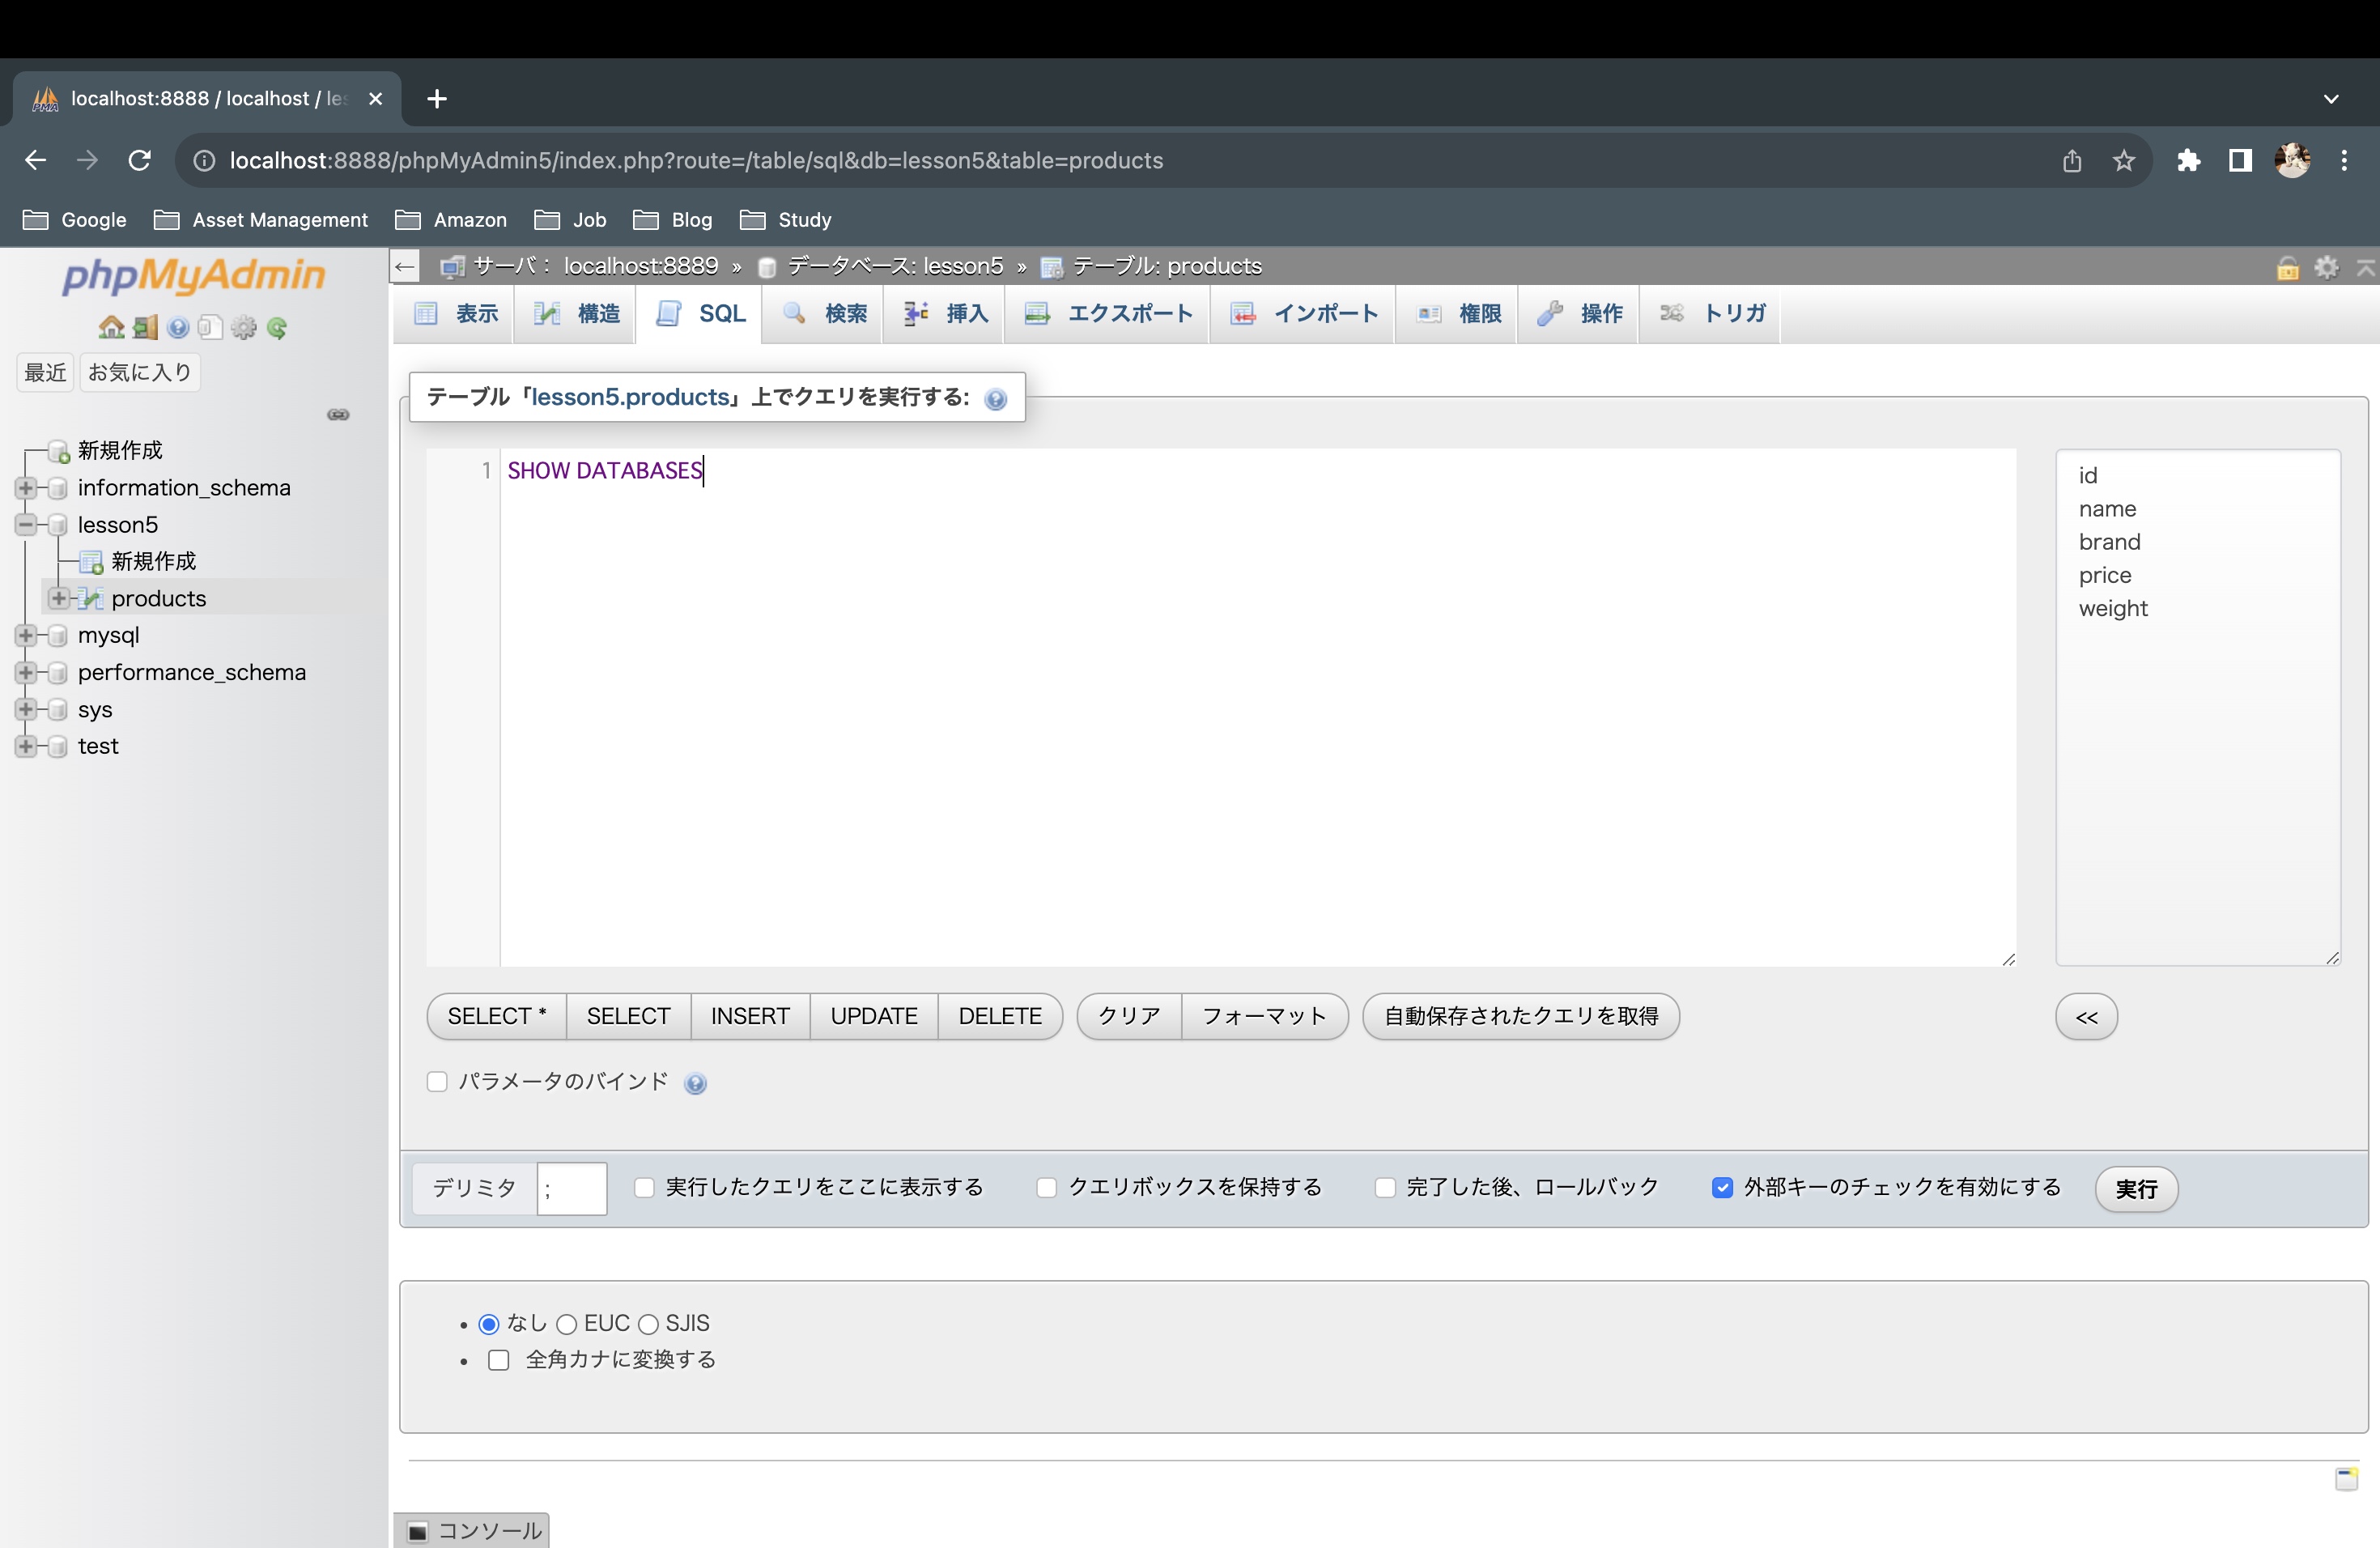 localhost:8888 / localhost / les
localhost:8888/phpMyAdmin5/index.php?route=/table/sql&db=lesson5&table=products
Google Asset Management Amazon Job Blog Study
phpMyAdmin
最近 お気に入り
新規作成
information_schema
lesson5
新規作成
products
mysql
performance_schema
sys
test
← サーバ： localhost:8889 » データベース: lesson5 » テーブル: products
表示 構造 SQL 検索 挿入 エクスポート インポート 権限 操作 トリガ
テーブル「lesson5.products」上でクエリを実行する:
1 SHOW DATABASES
id
name
brand
price
weight
SELECT * SELECT INSERT UPDATE DELETE クリア フォーマット 自動保存されたクエリを取得 <<
パラメータのバインド
デリミタ ; 実行したクエリをここに表示する クエリボックスを保持する 完了した後、ロールバック 外部キーのチェックを有効にする 実行
• なし EUC SJIS
• 全角カナに変換する
コンソール